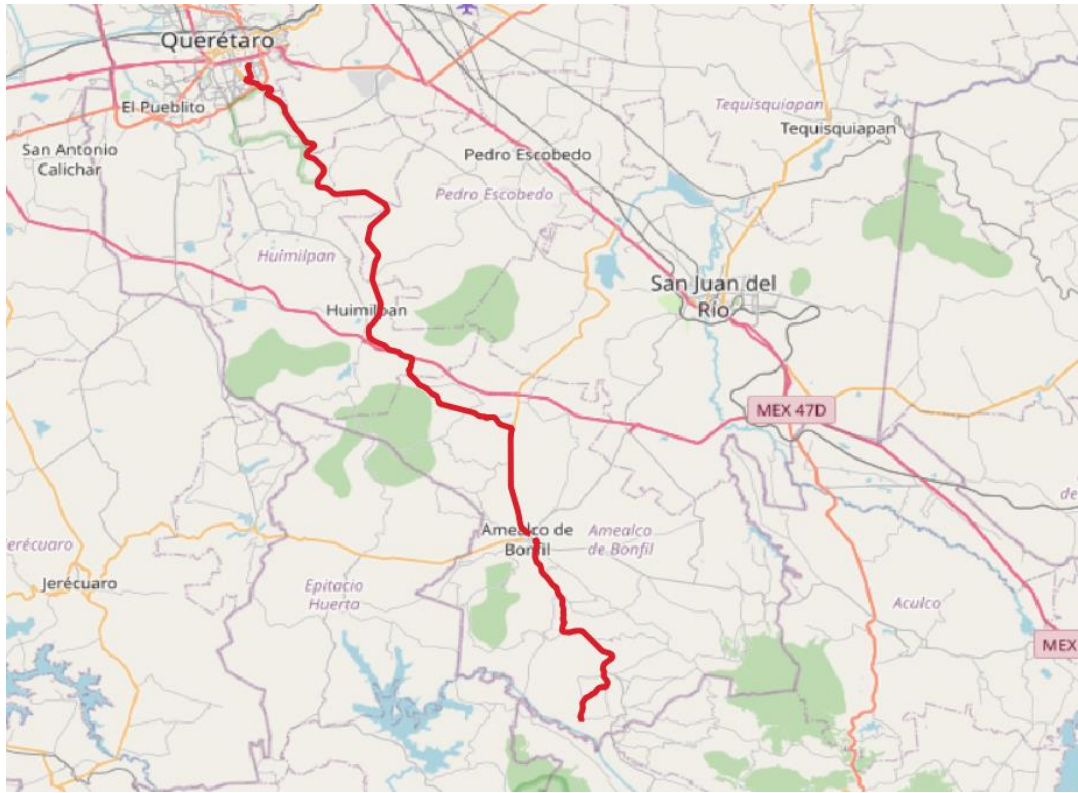 Querétaro
El Pueblito
San Antonio
Calichar
Tequisquiapan
Tequisquiapan
Pedro Escobedo
Pedro Escobedo
Huimilpan
Huimilpan
San Juan del
Río
MEX 47D
de
Amealco de
Bonfil
Amealco
de Bonfil
erécuaro
Jerécuaro
Epitacio
Huerta
Aculco
MEX